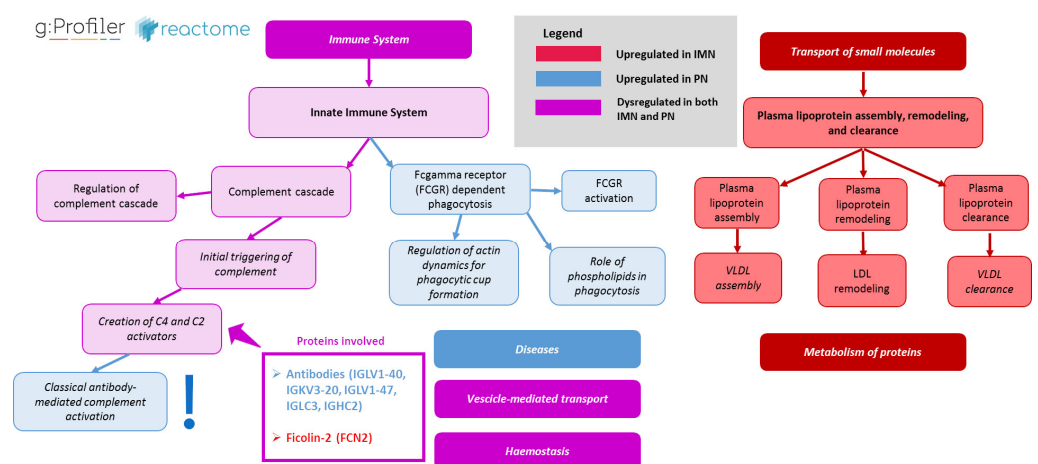 g:Profiler
reactome
Immune System
Innate Immune System
Regulation of
complement cascade
Complement cascade
Fcgamma receptor
(FCGR) dependent
phagocytosis
FCGR
activation
Initial triggering of
complement
Regulation of actin
dynamics for
phagocytic cup
formation
Role of
phospholipids in
phagocytosis
Creation of C4 and C2
activators
Classical antibody-
mediated complement
activation
!
Proteins involved
➢ Antibodies (IGLV1-40,
IGKV3-20, IGLV1-47,
IGLC3, IGHC2)
➢ Ficolin-2 (FCN2)
Legend
Upregulated in IMN
Upregulated in PN
Dysregulated in both
IMN and PN
Diseases
Vescicle-mediated transport
Haemostasis
Transport of small molecules
Plasma lipoprotein assembly, remodeling,
and clearance
Plasma
lipoprotein
assembly
Plasma
lipoprotein
remodeling
Plasma
lipoprotein
clearance
VLDL
assembly
LDL
remodeling
VLDL
clearance
Metabolism of proteins